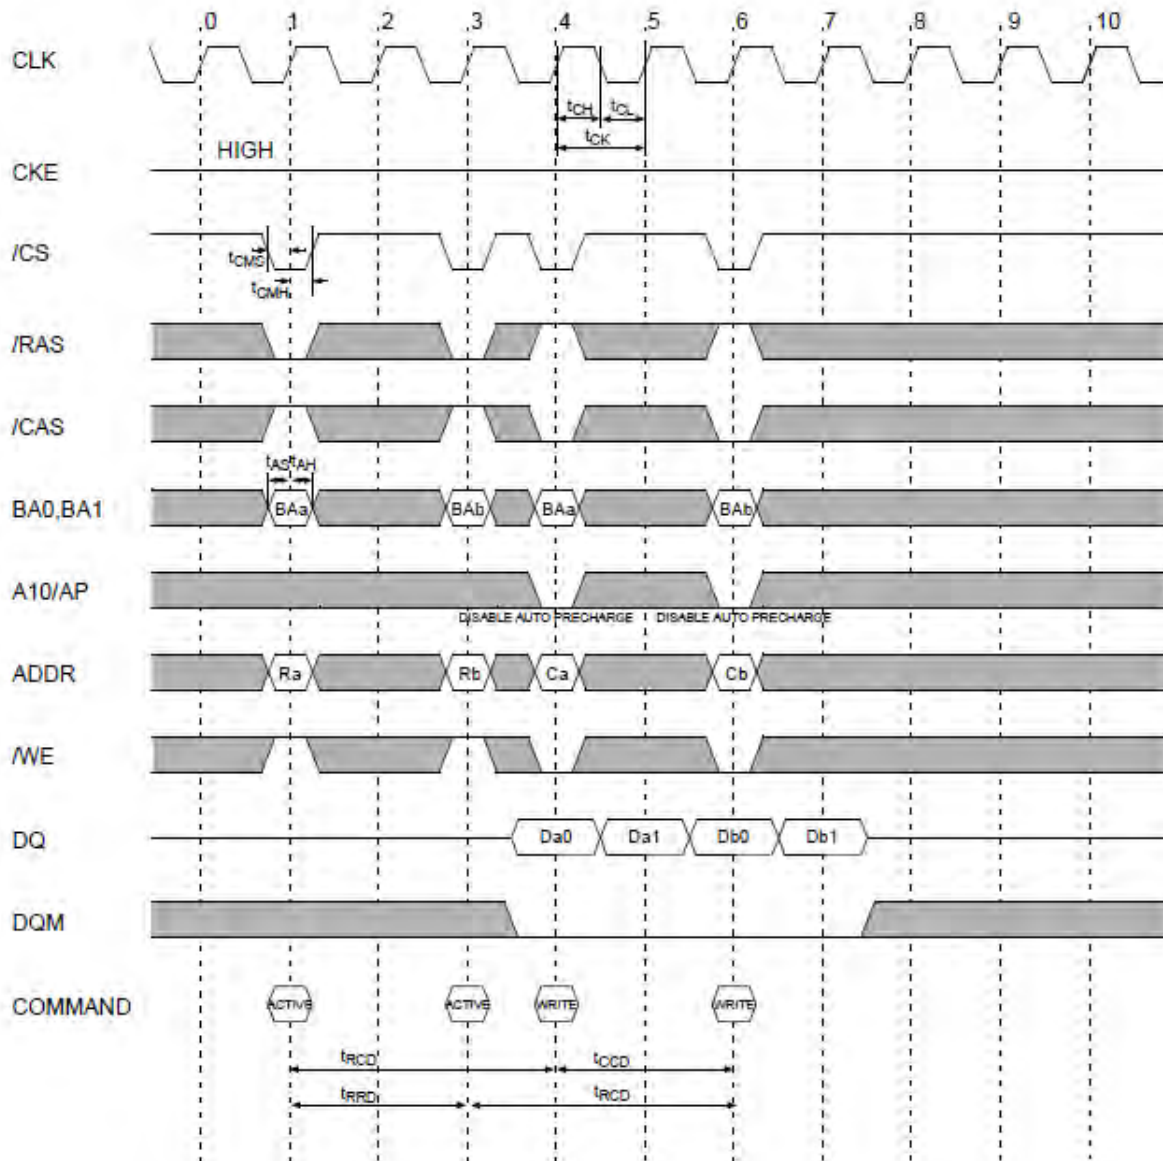 0 1 2 3 4 5 6 7 8 9 10
CLK
tCH tCL
tCK
HIGH
CKE
/CS
tCMS
tCMH
/RAS
/CAS
tAS tAH
BA0,BA1 BAa BAb BAa BAb
A10/AP
DISABLE AUTO PRECHARGE DISABLE AUTO PRECHARGE
ADDR Ra Rb Ca Cb
/WE
DQ Da0 Da1 Db0 Db1
DQM
COMMAND ACTIVE ACTIVE WRITE WRITE
tRCD tCCD
tRRD tRCD